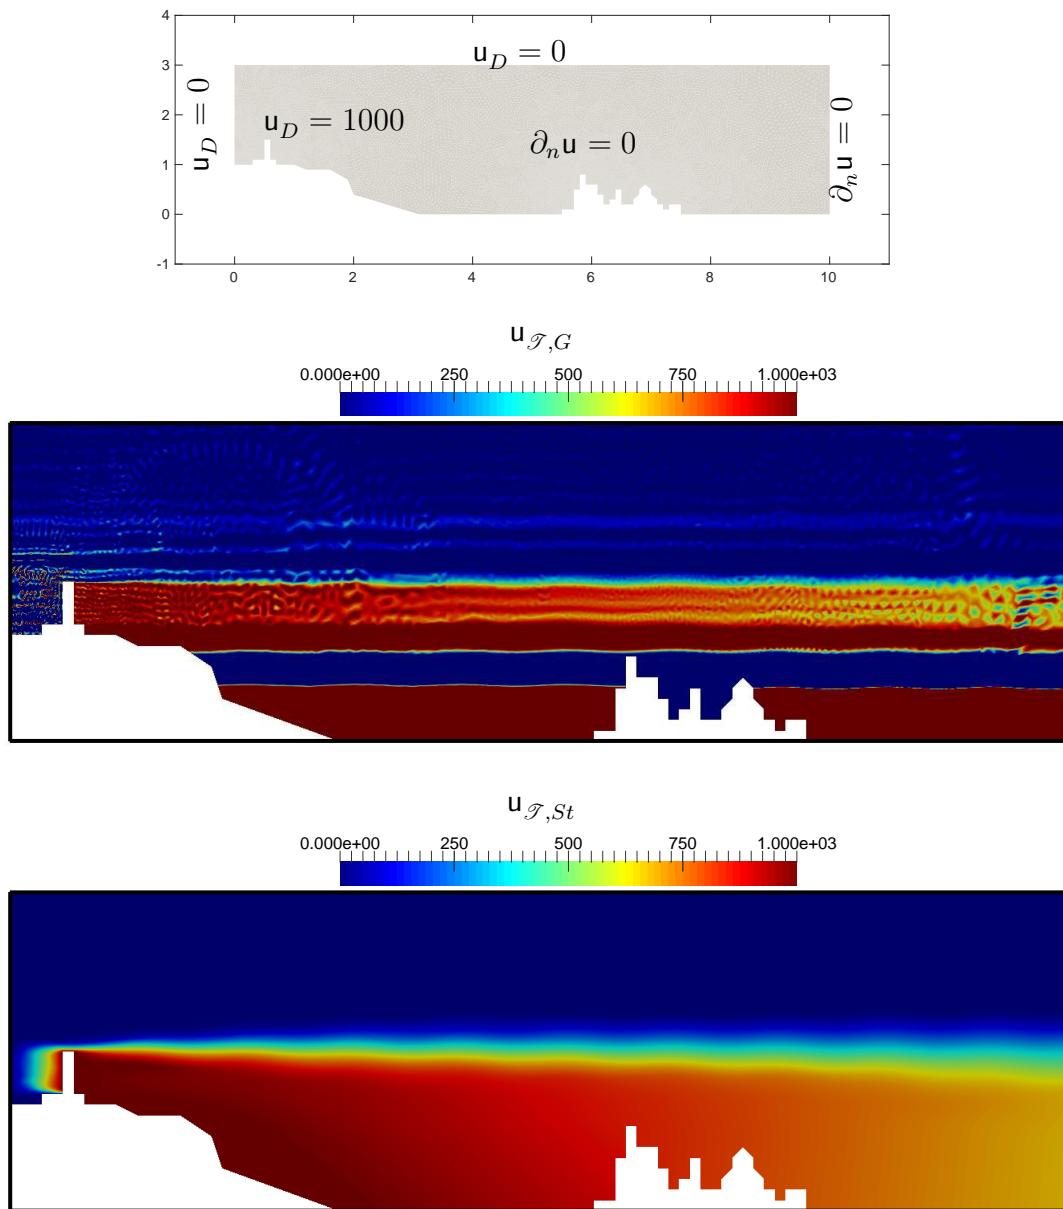 4
u_D = 0
3
u_D = 0
2
u_D = 1000
∂_n u = 0
∂_n u = 0
1
0
-1
0 2 4 6 8 10
u_{𝒯,G}
0.000e+00 250 500 750 1.000e+03
u_{𝒯,St}
0.000e+00 250 500 750 1.000e+03